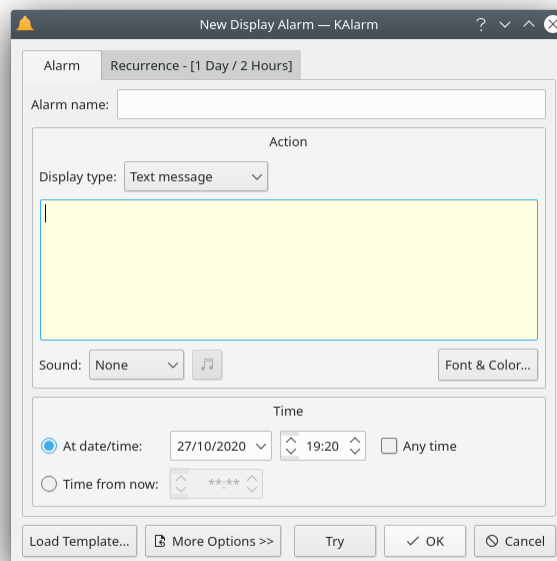 New Display Alarm — KAlarm ?
Alarm Recurrence - [1 Day / 2 Hours]
Alarm name:
Action
Display type: Text message
Sound: None Font & Color...
Time
At date/time: 27/10/2020 19:20 Any time
Time from now: **:**
Load Template... More Options >> Try OK Cancel